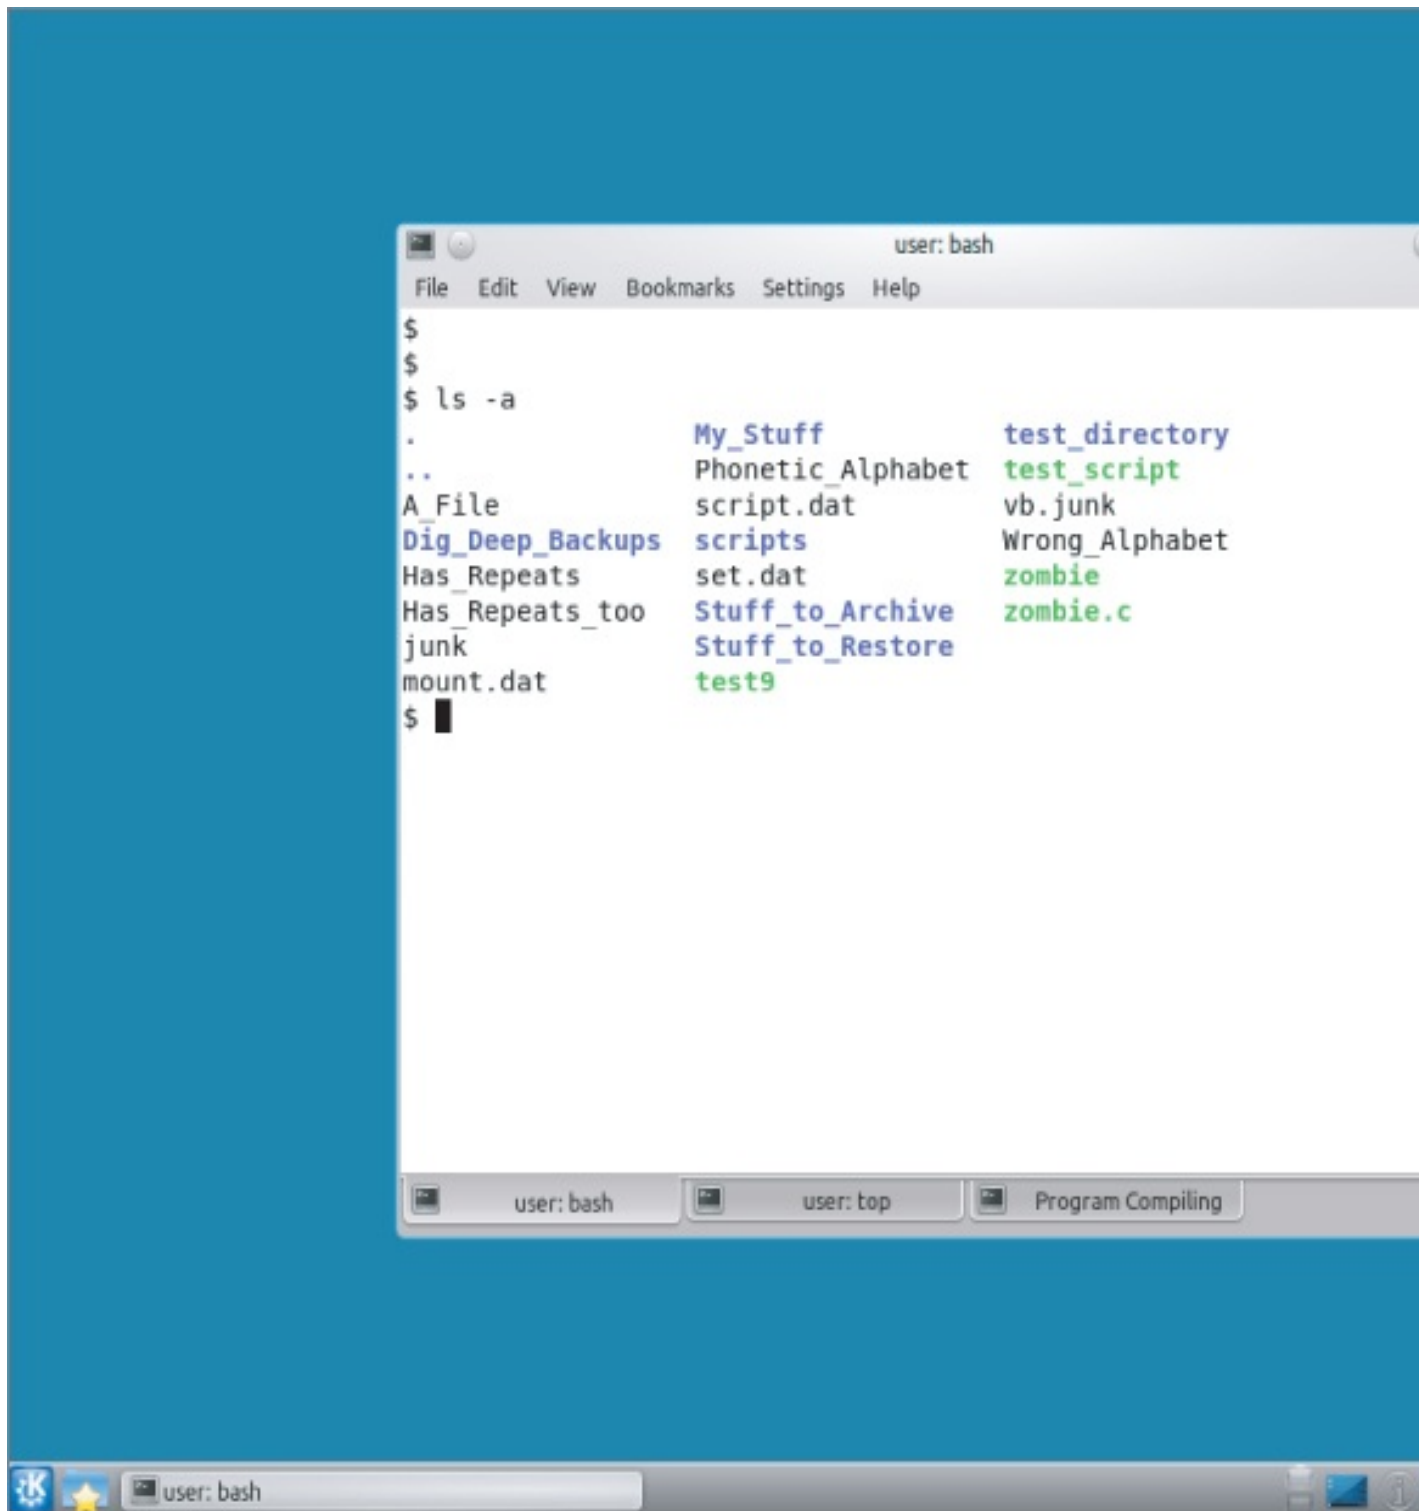 user: bash
File Edit View Bookmarks Settings Help
$
$
$ ls -a
. My_Stuff test_directory
.. Phonetic_Alphabet test_script
A_File script.dat vb.junk
Dig_Deep_Backups scripts Wrong_Alphabet
Has_Repeats set.dat zombie
Has_Repeats_too Stuff_to_Archive zombie.c
junk Stuff_to_Restore
mount.dat test9
$
user: bash user: top Program Compiling
user: bash